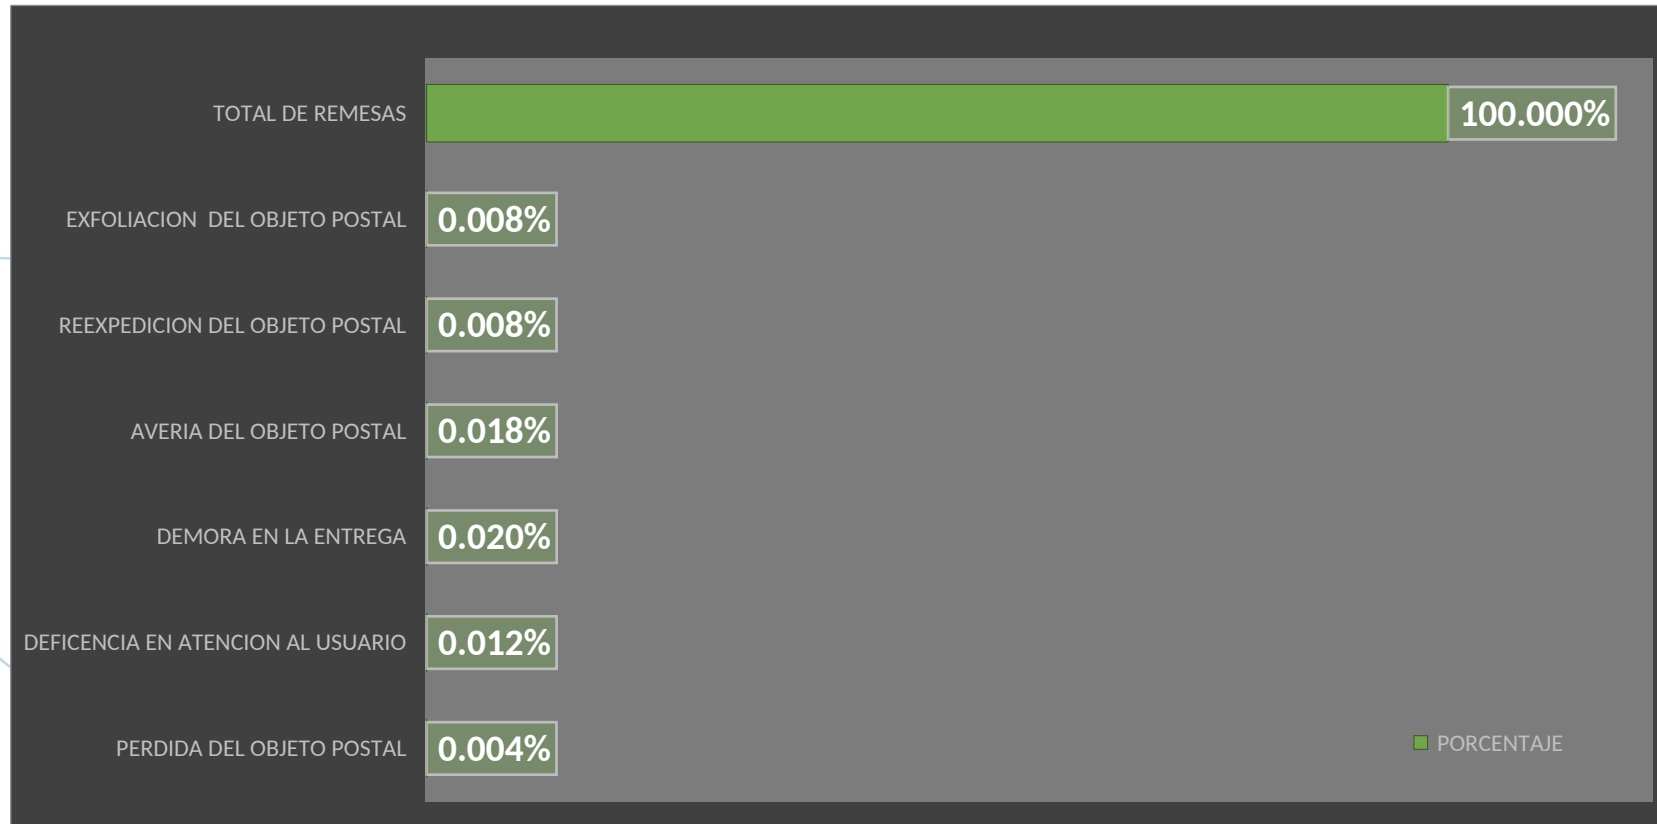 TOTAL DE REMESAS 100.000%
EXFOLIACION  DEL OBJETO POSTAL 0.008%
REEXPEDICION DEL OBJETO POSTAL 0.008%
AVERIA DEL OBJETO POSTAL 0.018%
DEMORA EN LA ENTREGA 0.020%
DEFICENCIA EN ATENCION AL USUARIO 0.012%
PERDIDA DEL OBJETO POSTAL 0.004%
PORCENTAJE